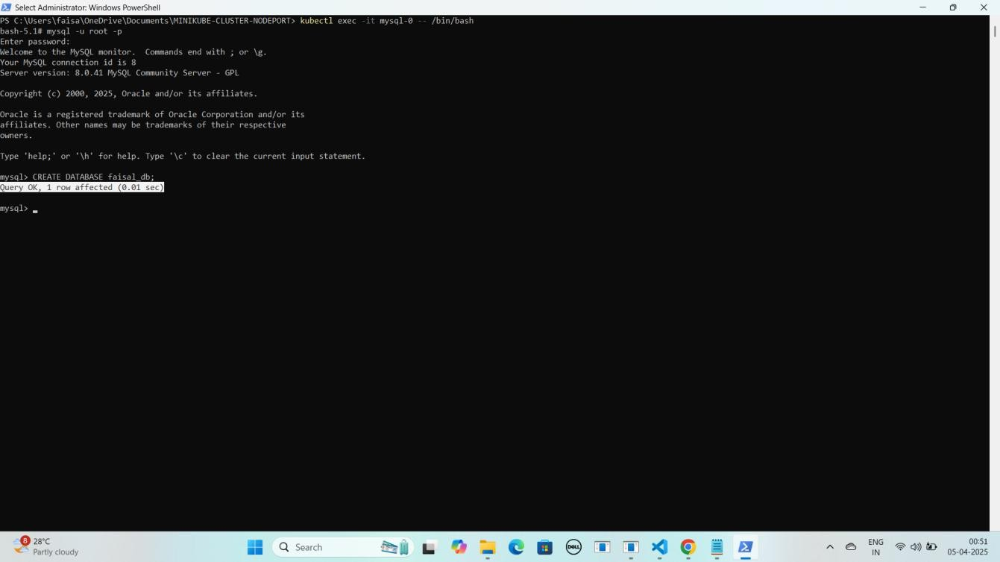 Select Administrator: Windows PowerShell
PS C:\Users\faisa\OneDrive\Documents\MINIKUBE-CLUSTER-NODEPORT> kubectl exec -it mysql-0 -- /bin/bash
bash-5.1# mysql -u root -p
Enter password:
Welcome to the MySQL monitor.  Commands end with ; or \g.
Your MySQL connection id is 8
Server version: 8.0.41 MySQL Community Server - GPL
Copyright (c) 2000, 2025, Oracle and/or its affiliates.
Oracle is a registered trademark of Oracle Corporation and/or its
affiliates. Other names may be trademarks of their respective
owners.
Type 'help;' or '\h' for help. Type '\c' to clear the current input statement.
mysql> CREATE DATABASE faisal_db;
Query OK, 1 row affected (0.01 sec)
mysql>
8
28°C
Partly cloudy
Search
DELL
ENG
IN
00:51
05-04-2025